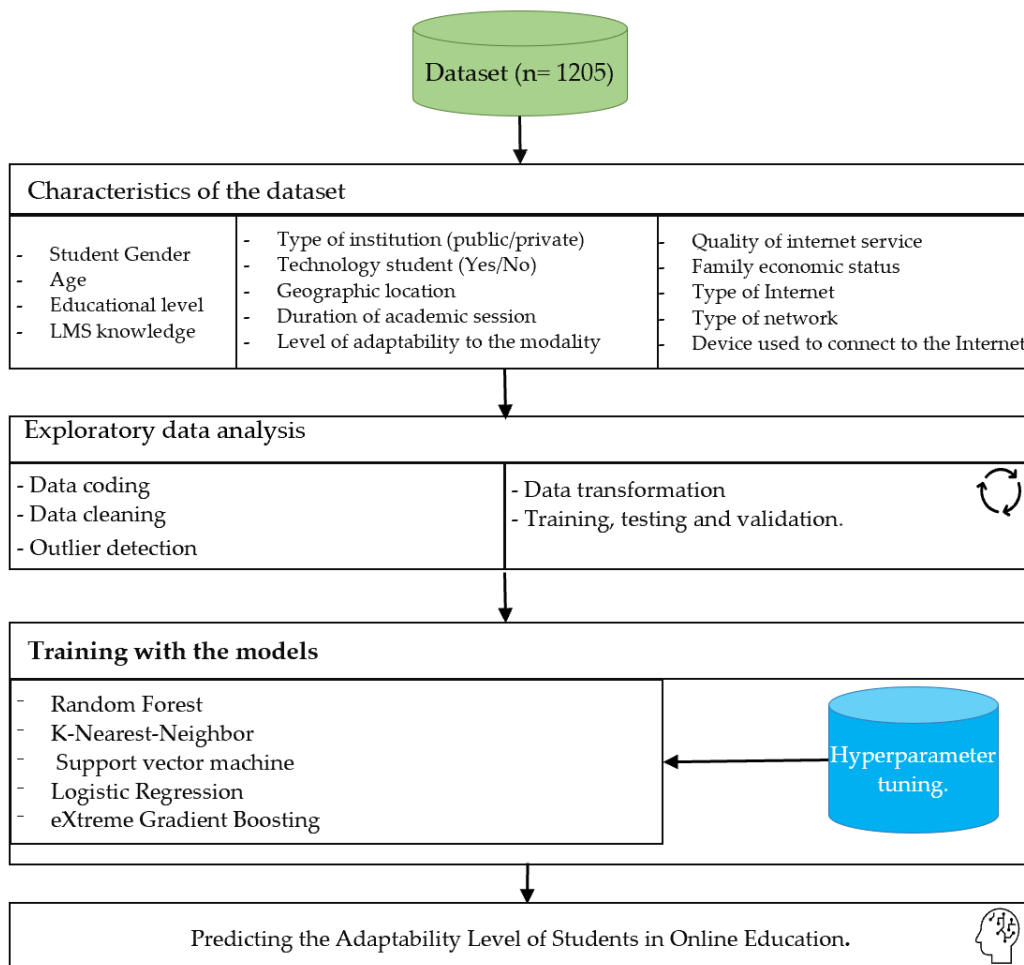 Dataset (n= 1205)
Characteristics of the dataset
- Student Gender
- Age
- Educational level
- LMS knowledge
- Type of institution (public/private)
- Technology student (Yes/No)
- Geographic location
- Duration of academic session
- Level of adaptability to the modality
- Quality of internet service
- Family economic status
- Type of Internet
- Type of network
- Device used to connect to the Internet
Exploratory data analysis
- Data coding
- Data cleaning
- Outlier detection
- Data transformation
- Training, testing and validation.
Training with the models
- Random Forest
- K-Nearest-Neighbor
- Support vector machine
- Logistic Regression
- eXtreme Gradient Boosting
Hyperparameter
tuning.
Predicting the Adaptability Level of Students in Online Education.